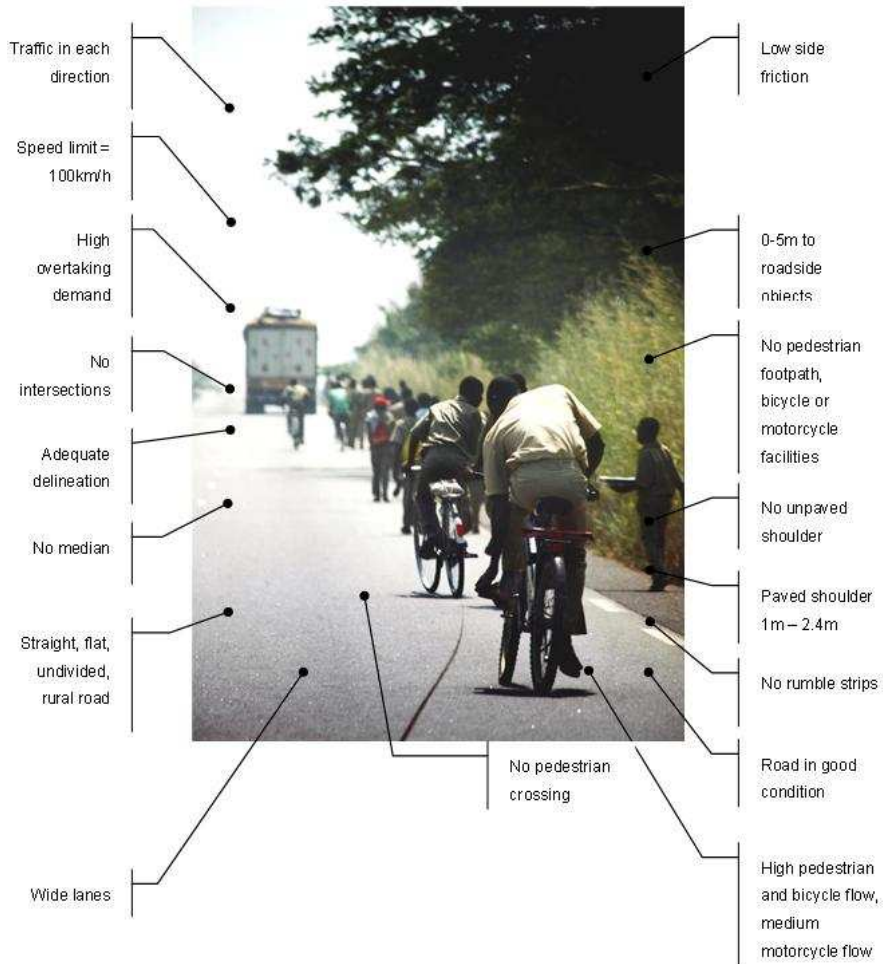 Traffic in each
direction
Speed limit =
100km/h
High
overtaking
demand
No
intersections
Adequate
delineation
No median
Straight, flat,
undivided,
rural road
Wide lanes
No pedestrian
crossing
Low side
friction
0-5m to
roadside
objects
No pedestrian
footpath,
bicycle or
motorcycle
facilities
No unpaved
shoulder
Paved shoulder
1m – 2.4m
No rumble strips
Road in good
condition
High pedestrian
and bicycle flow,
medium
motorcycle flow